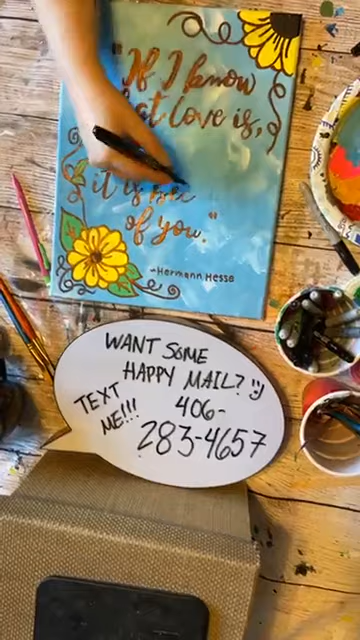 "If I know
love is,
it is
of you."
~Hermann Hesse
WANT SOME
HAPPY MAIL? :)
TEXT
ME!!!
406-
283-4657